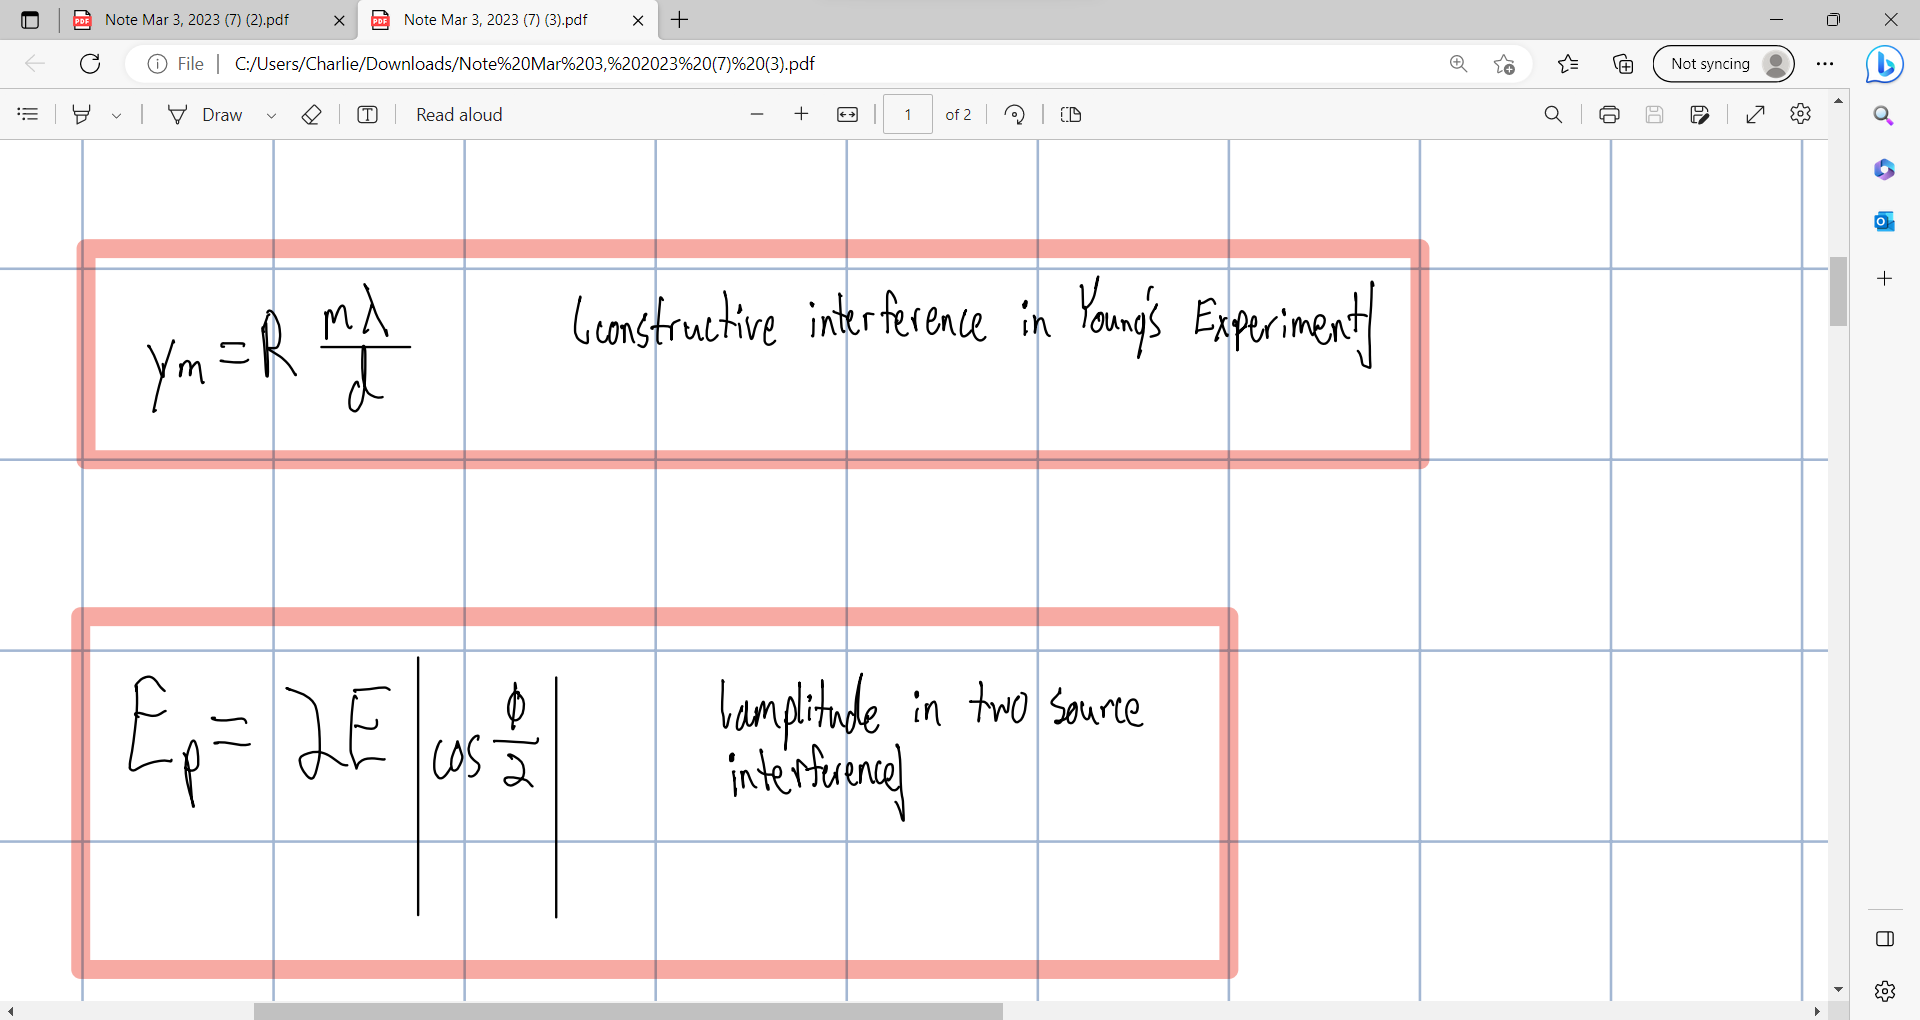 Note Mar 3, 2023 (7) (2).pdf
Note Mar 3, 2023 (7) (3).pdf
File
C:/Users/Charlie/Downloads/Note%20Mar%203,%202023%20(7)%20(3).pdf
Not syncing
Draw
Read aloud
1 of 2
y_m = R mλ/d
(constructive interference in Young's Experiment)
E_p = 2E |cos φ/2|
(amplitude in two source
interference)